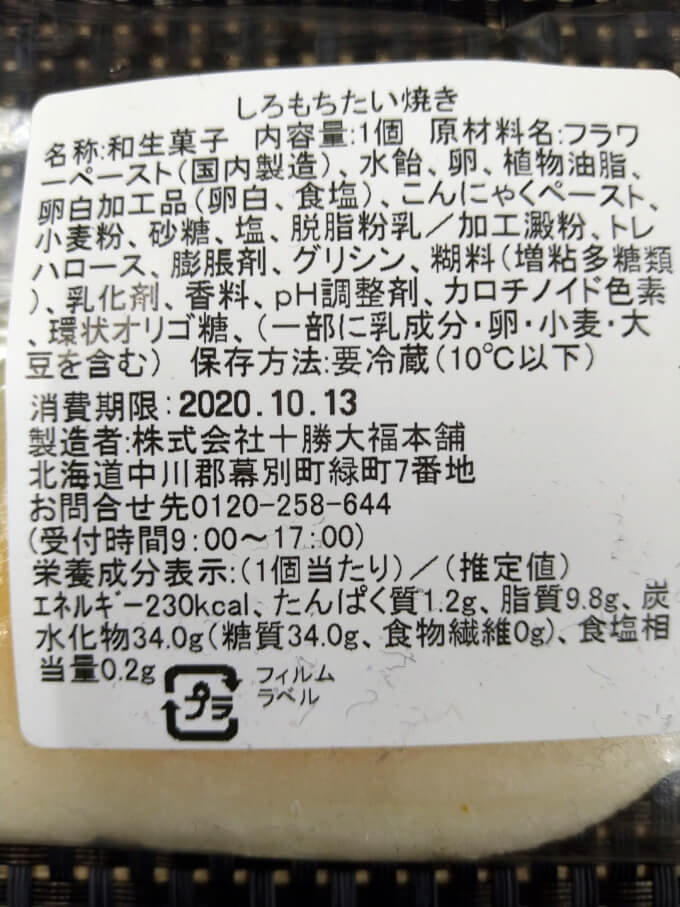 しろもちたい焼き
名称:和生菓子 内容量:1個 原材料名:フラワ
ーペースト(国内製造)、水飴、卵、植物油脂、
卵白加工品(卵白、食塩)、こんにゃくペースト、
小麦粉、砂糖、塩、脱脂粉乳/加工澱粉、トレ
ハロース、膨脹剤、グリシン、糊料(増粘多糖類
)、乳化剤、香料、pH調整剤、カロチノイド色素
、環状オリゴ糖、(一部に乳成分・卵・小麦・大
豆を含む) 保存方法:要冷蔵(10℃以下)
消費期限:2020.10.13
製造者:株式会社十勝大福本舗
北海道中川郡幕別町緑町7番地
お問合せ先0120-258-644
(受付時間9:00~17:00)
栄養成分表示:(1個当たり)/(推定値)
エネルギー230kcal、たんぱく質1.2g、脂質9.8g、炭
水化物34.0g(糖質34.0g、食物繊維0g)、食塩相
当量0.2g
プラ
フィルム
ラベル